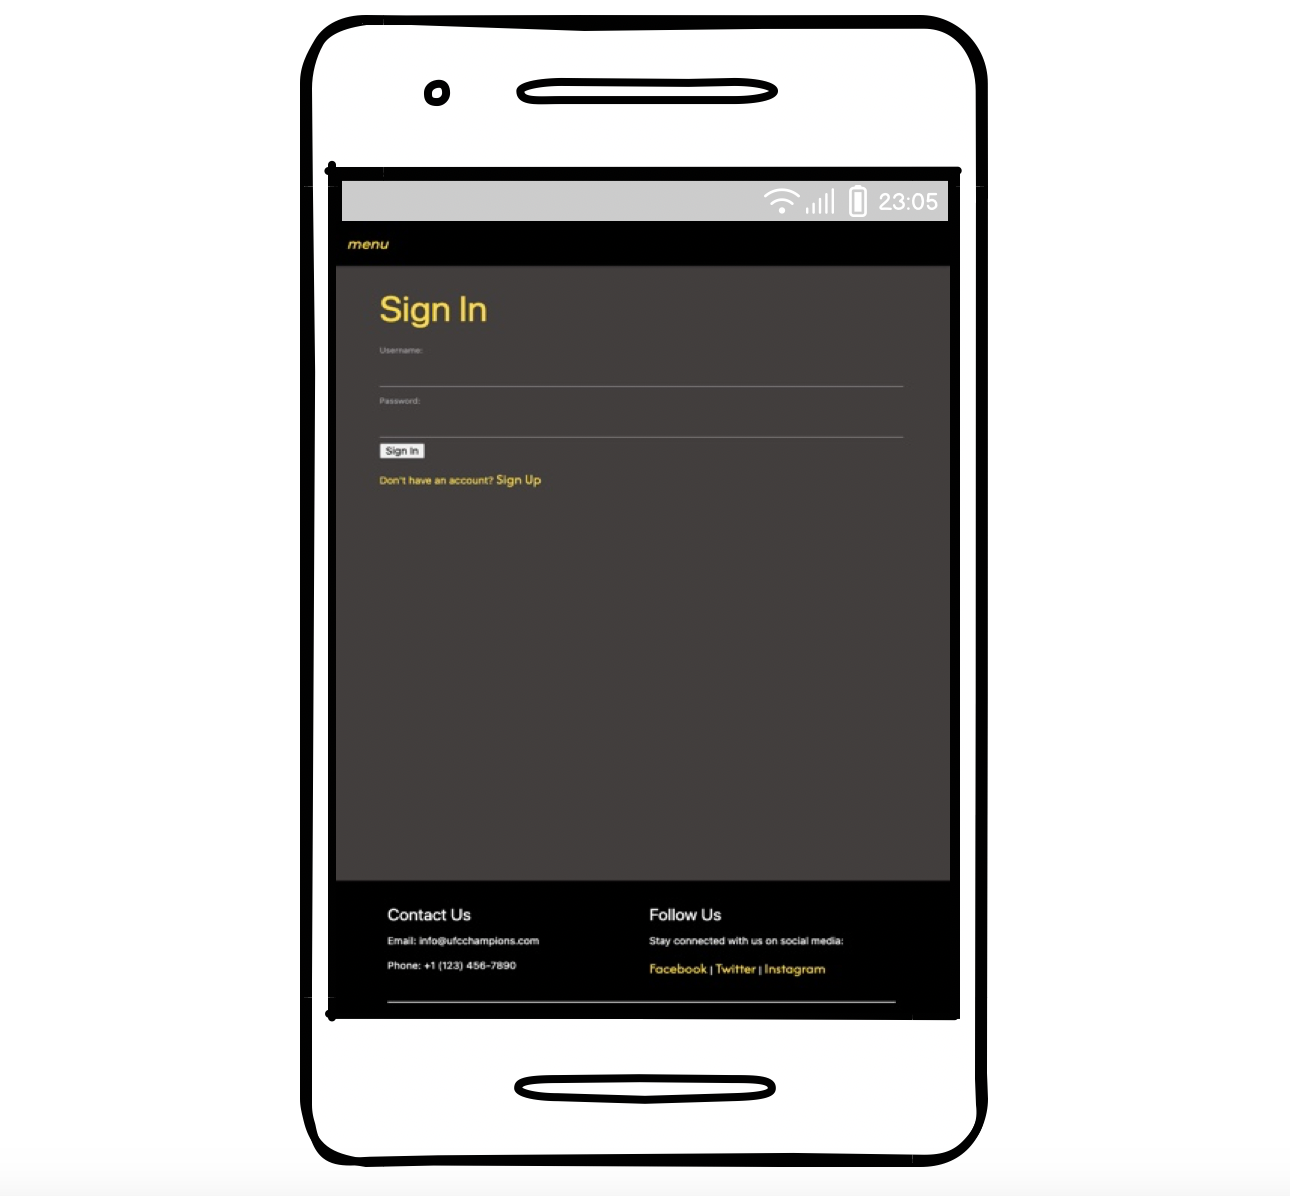 23:05
menu
Sign In
Username:
Password:
Sign In
Don't have an account? Sign Up
Contact Us
Email: info@ufcchampions.com
Phone: +1 (123) 456-7890
Follow Us
Stay connected with us on social media:
Facebook | Twitter | Instagram